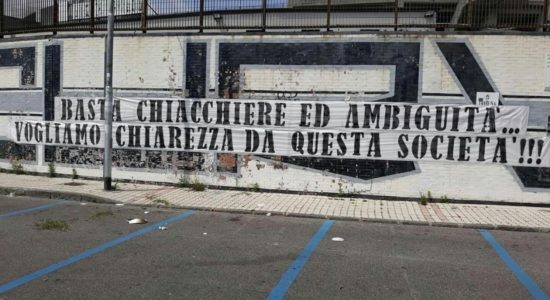 BASTA CHIACCHIERE ED AMBIGUITA'...
VOGLIAMO CHIAREZZA DA QUESTA SOCIETA'!!!